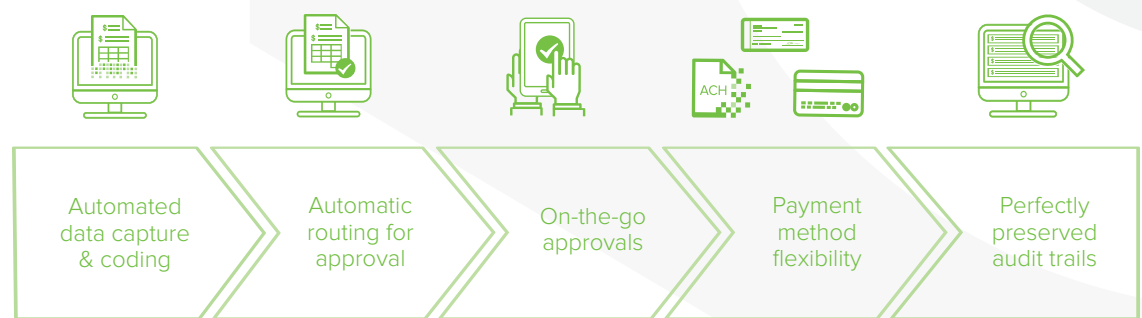 $
$
$
$
ACH
$
$
$
Automated
data capture
& coding
Automatic
routing for
approval
On-the-go
approvals
Payment
method
flexibility
Perfectly
preserved
audit trails